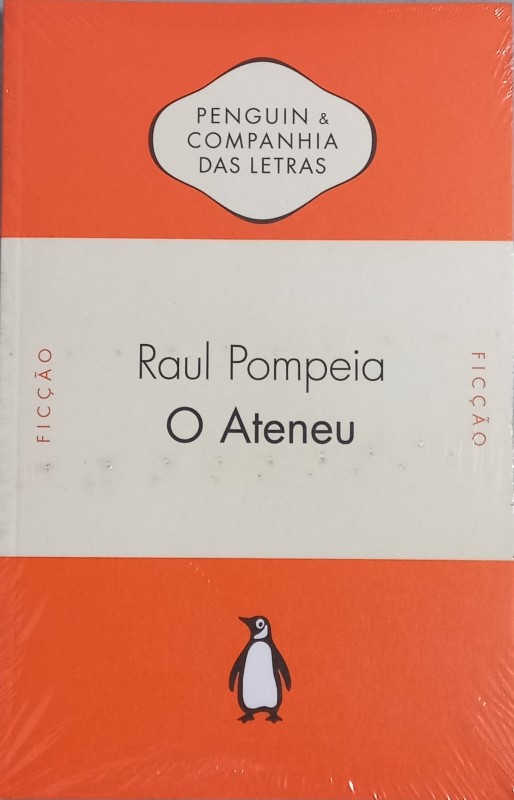 PENGUIN &
COMPANHIA
DAS LETRAS
FICÇÃO
Raul Pompeia
O Ateneu
FICÇÃO